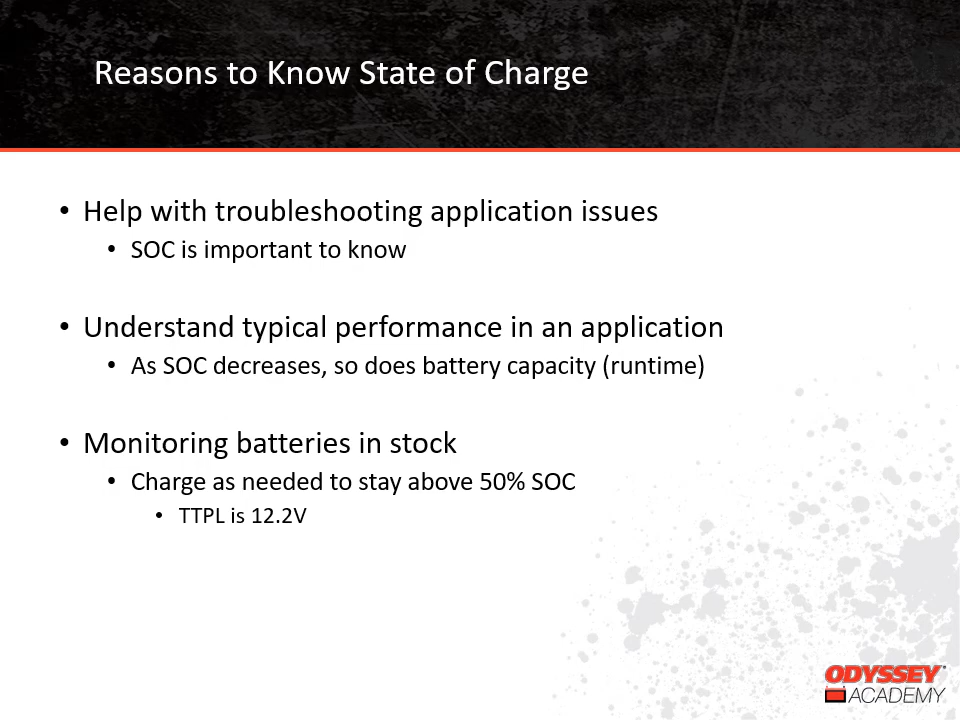 Reasons to Know State of Charge
• Help with troubleshooting application issues
• SOC is important to know
• Understand typical performance in an application
• As SOC decreases, so does battery capacity (runtime)
• Monitoring batteries in stock
• Charge as needed to stay above 50% SOC
• TTPL is 12.2V
ODYSSEY®
ACADEMY